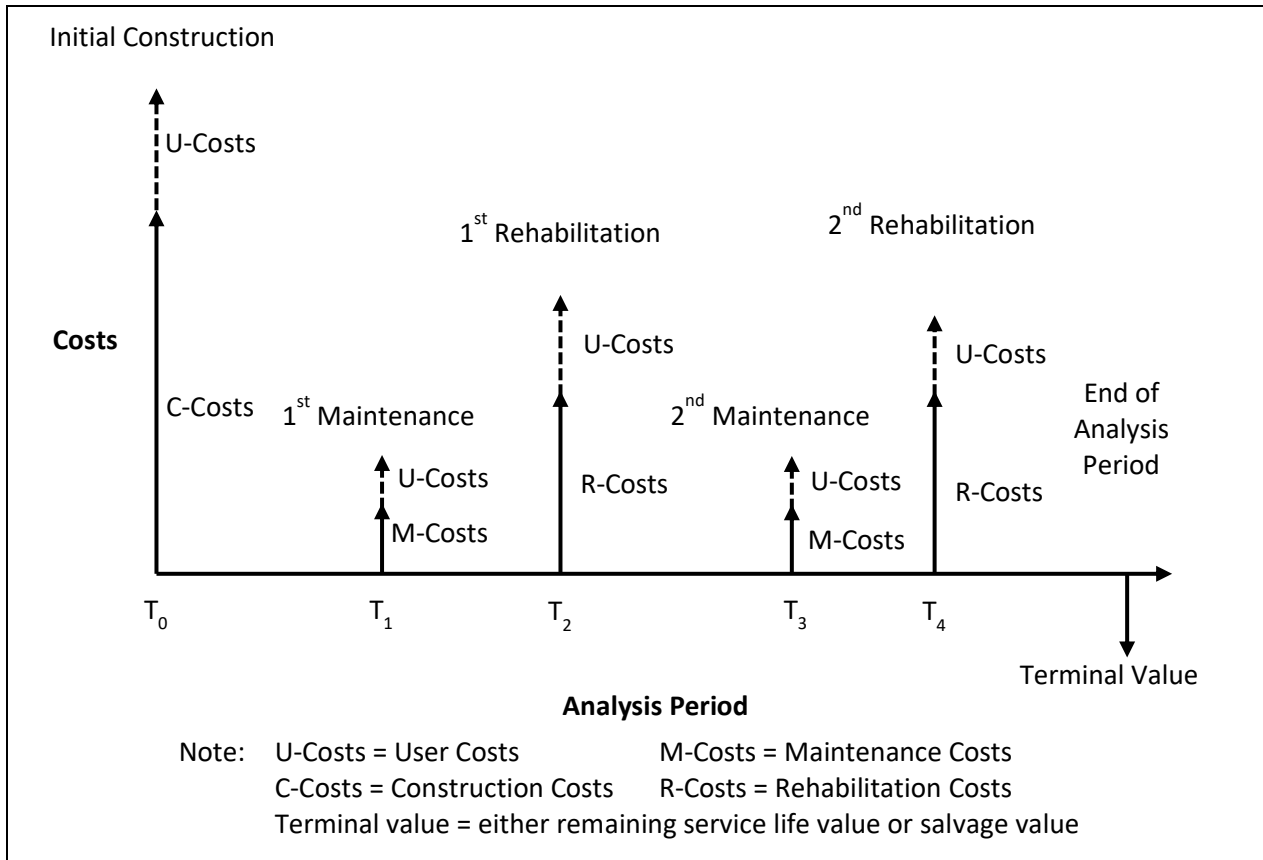 Initial Construction
U-Costs
1st Rehabilitation
2nd Rehabilitation
Costs
U-Costs
U-Costs
C-Costs
1st Maintenance
2nd Maintenance
End of
Analysis
Period
U-Costs
R-Costs
U-Costs
R-Costs
M-Costs
M-Costs
T0
T1
T2
T3
T4
Terminal Value
Analysis Period
Note: U-Costs = User Costs M-Costs = Maintenance Costs
C-Costs = Construction Costs R-Costs = Rehabilitation Costs
Terminal value = either remaining service life value or salvage value